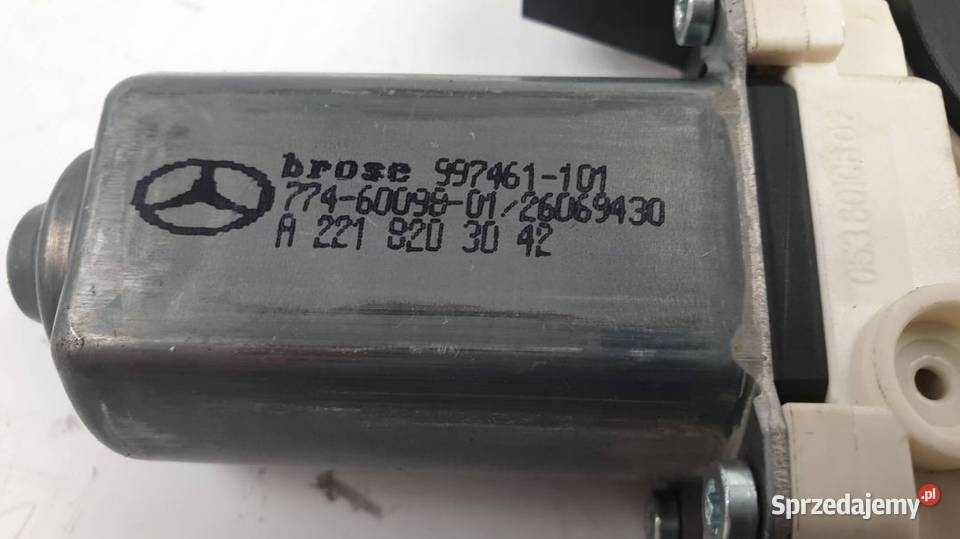 brose 997461-101
774-60098-01/26069430
A 221 820 30 42
Sprzedajemy.pl